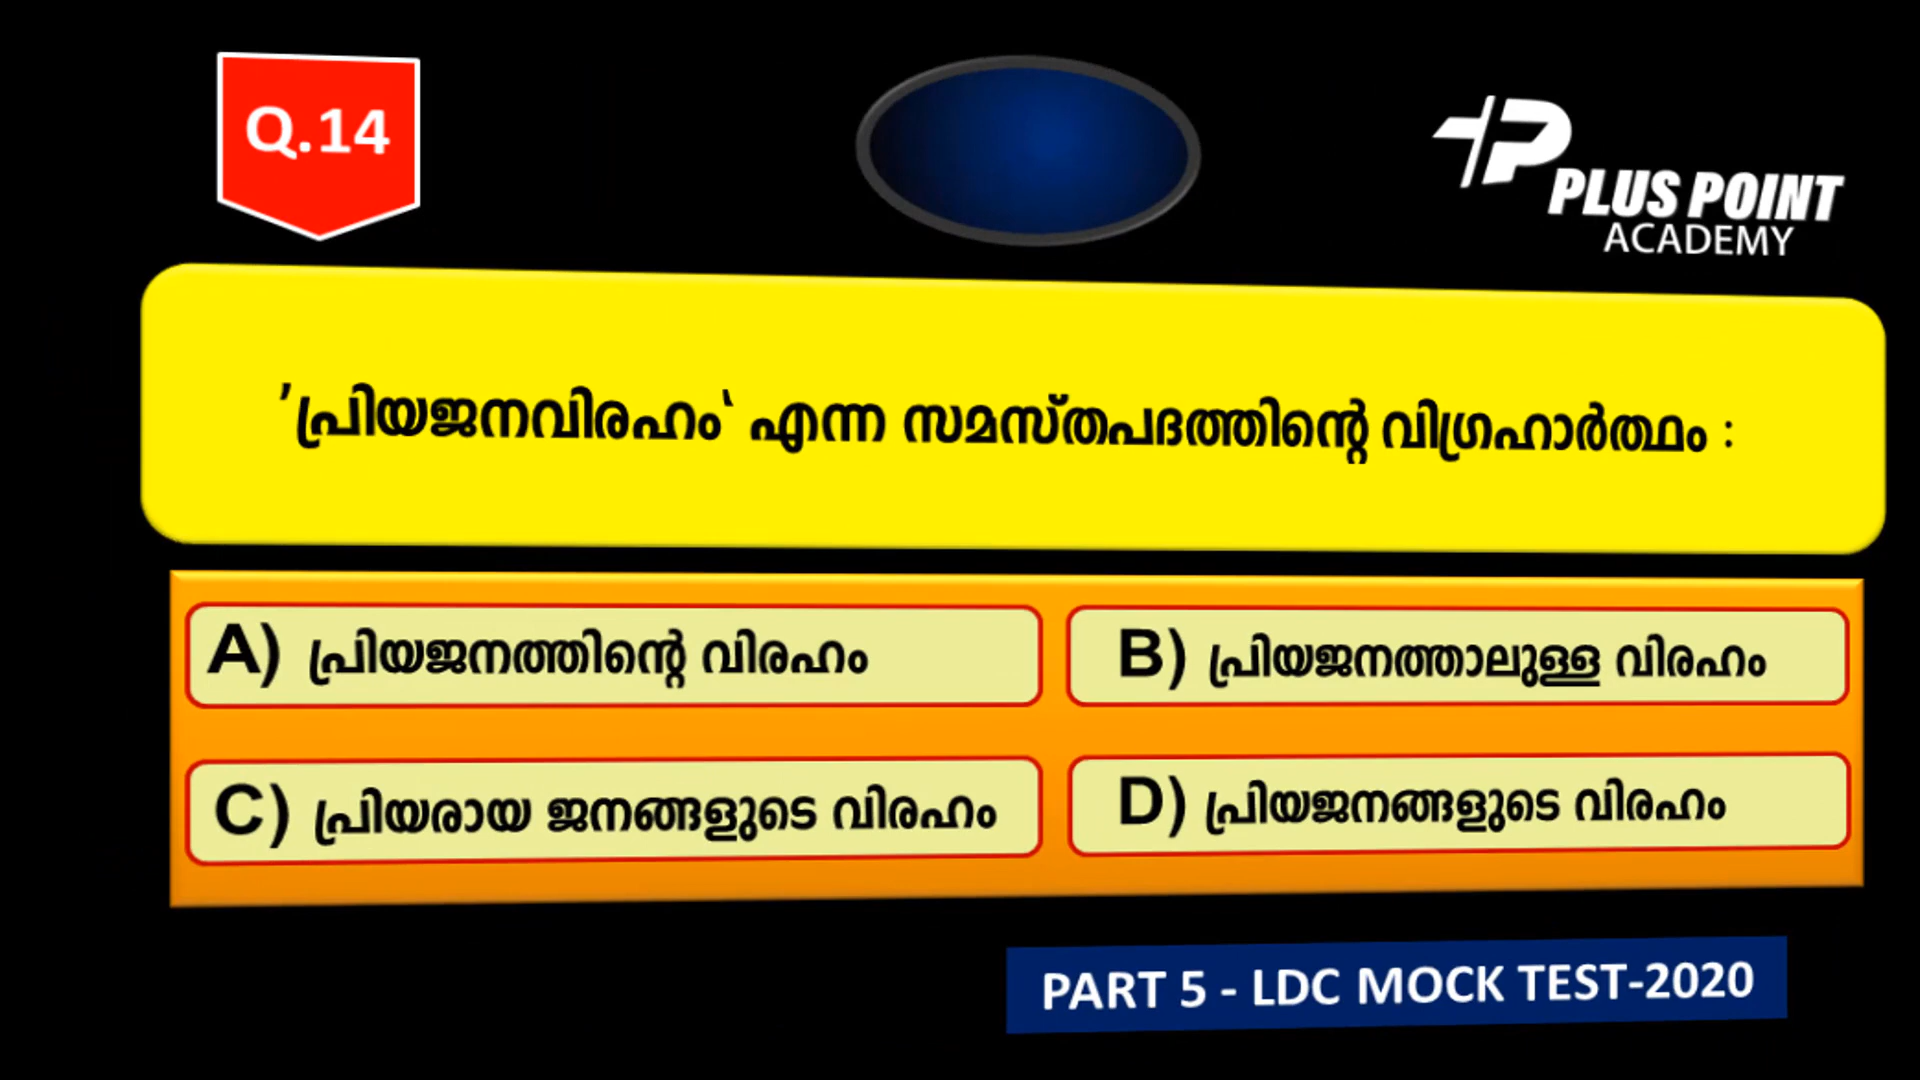 Q.14
PLUS POINT
ACADEMY
'പ്രിയജനവിരഹം‘ എന്ന സമസ്തപദത്തിന്റെ വിഗ്രഹാർത്ഥം :
A) പ്രിയജനത്തിന്റെ വിരഹം
B) പ്രിയജനത്താലുള്ള വിരഹം
C) പ്രിയരായ ജനങ്ങളുടെ വിരഹം
D) പ്രിയജനങ്ങളുടെ വിരഹം
PART 5 - LDC MOCK TEST-2020